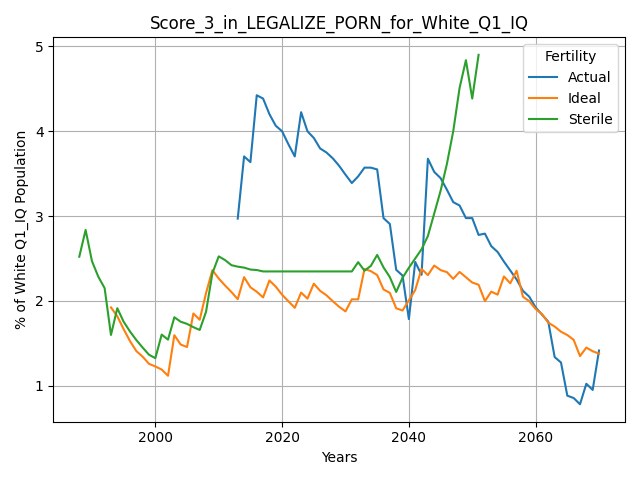 Score_3_in_LEGALIZE_PORN_for_White_Q1_IQ
% of White Q1_IQ Population
5
4
3
2
1
Fertility
Actual
Ideal
Sterile
2000
2020
2040
2060
Years